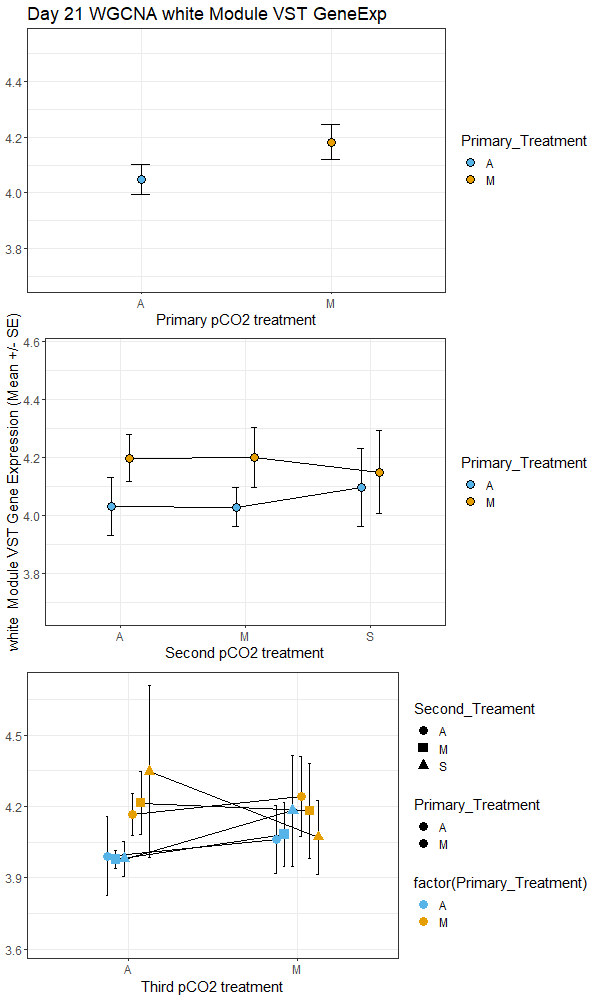 Day 21 WGCNA white Module VST GeneExp
4.4
4.2
4.0
3.8
A
M
Primary pCO2 treatment
Primary_Treatment
A
M
white Module VST Gene Expression (Mean +/- SE)
4.6
4.4
4.2
4.0
3.8
A
M
S
Second pCO2 treatment
Primary_Treatment
A
M
4.5
4.2
3.9
3.6
A
M
Third pCO2 treatment
Second_Treament
A
M
S
Primary_Treatment
A
M
factor(Primary_Treatment)
A
M